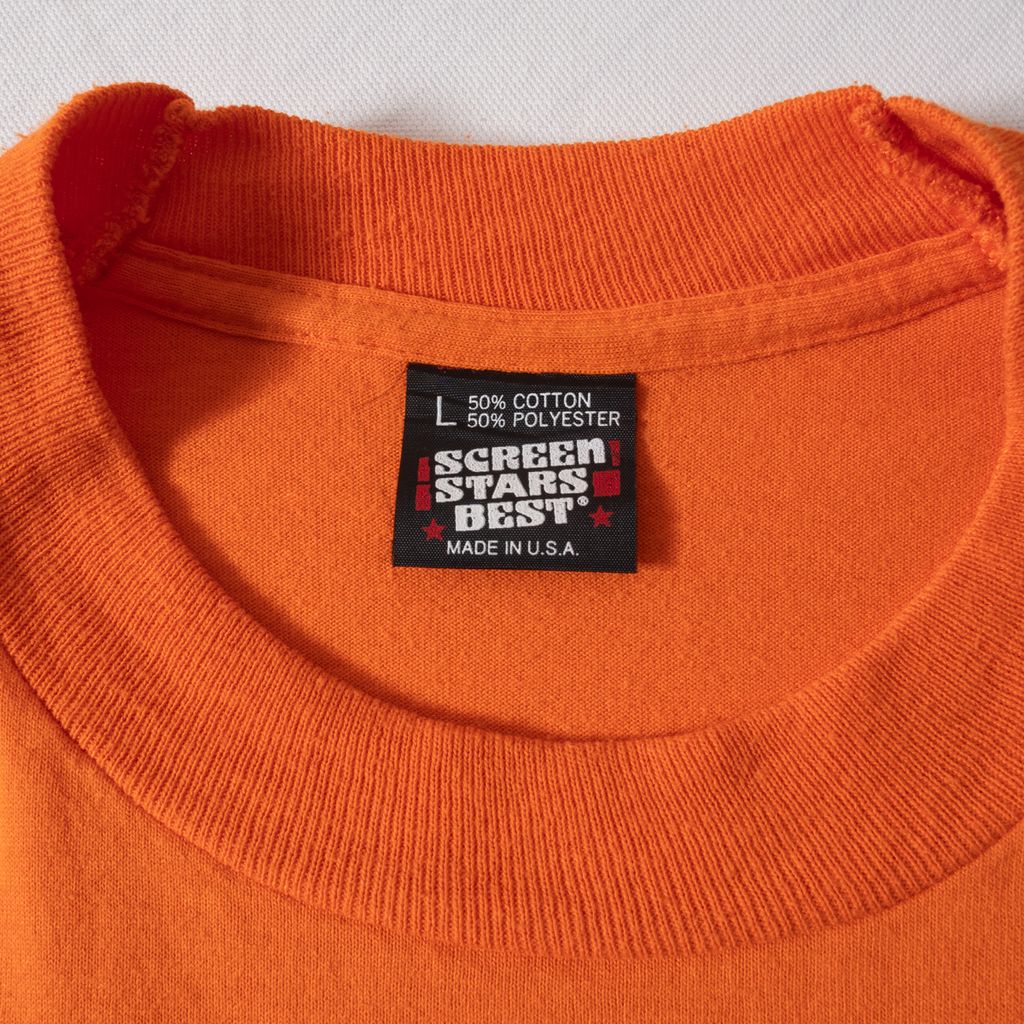 L 50% COTTON
50% POLYESTER
SCREEN
STARS
BEST®
MADE IN U.S.A.